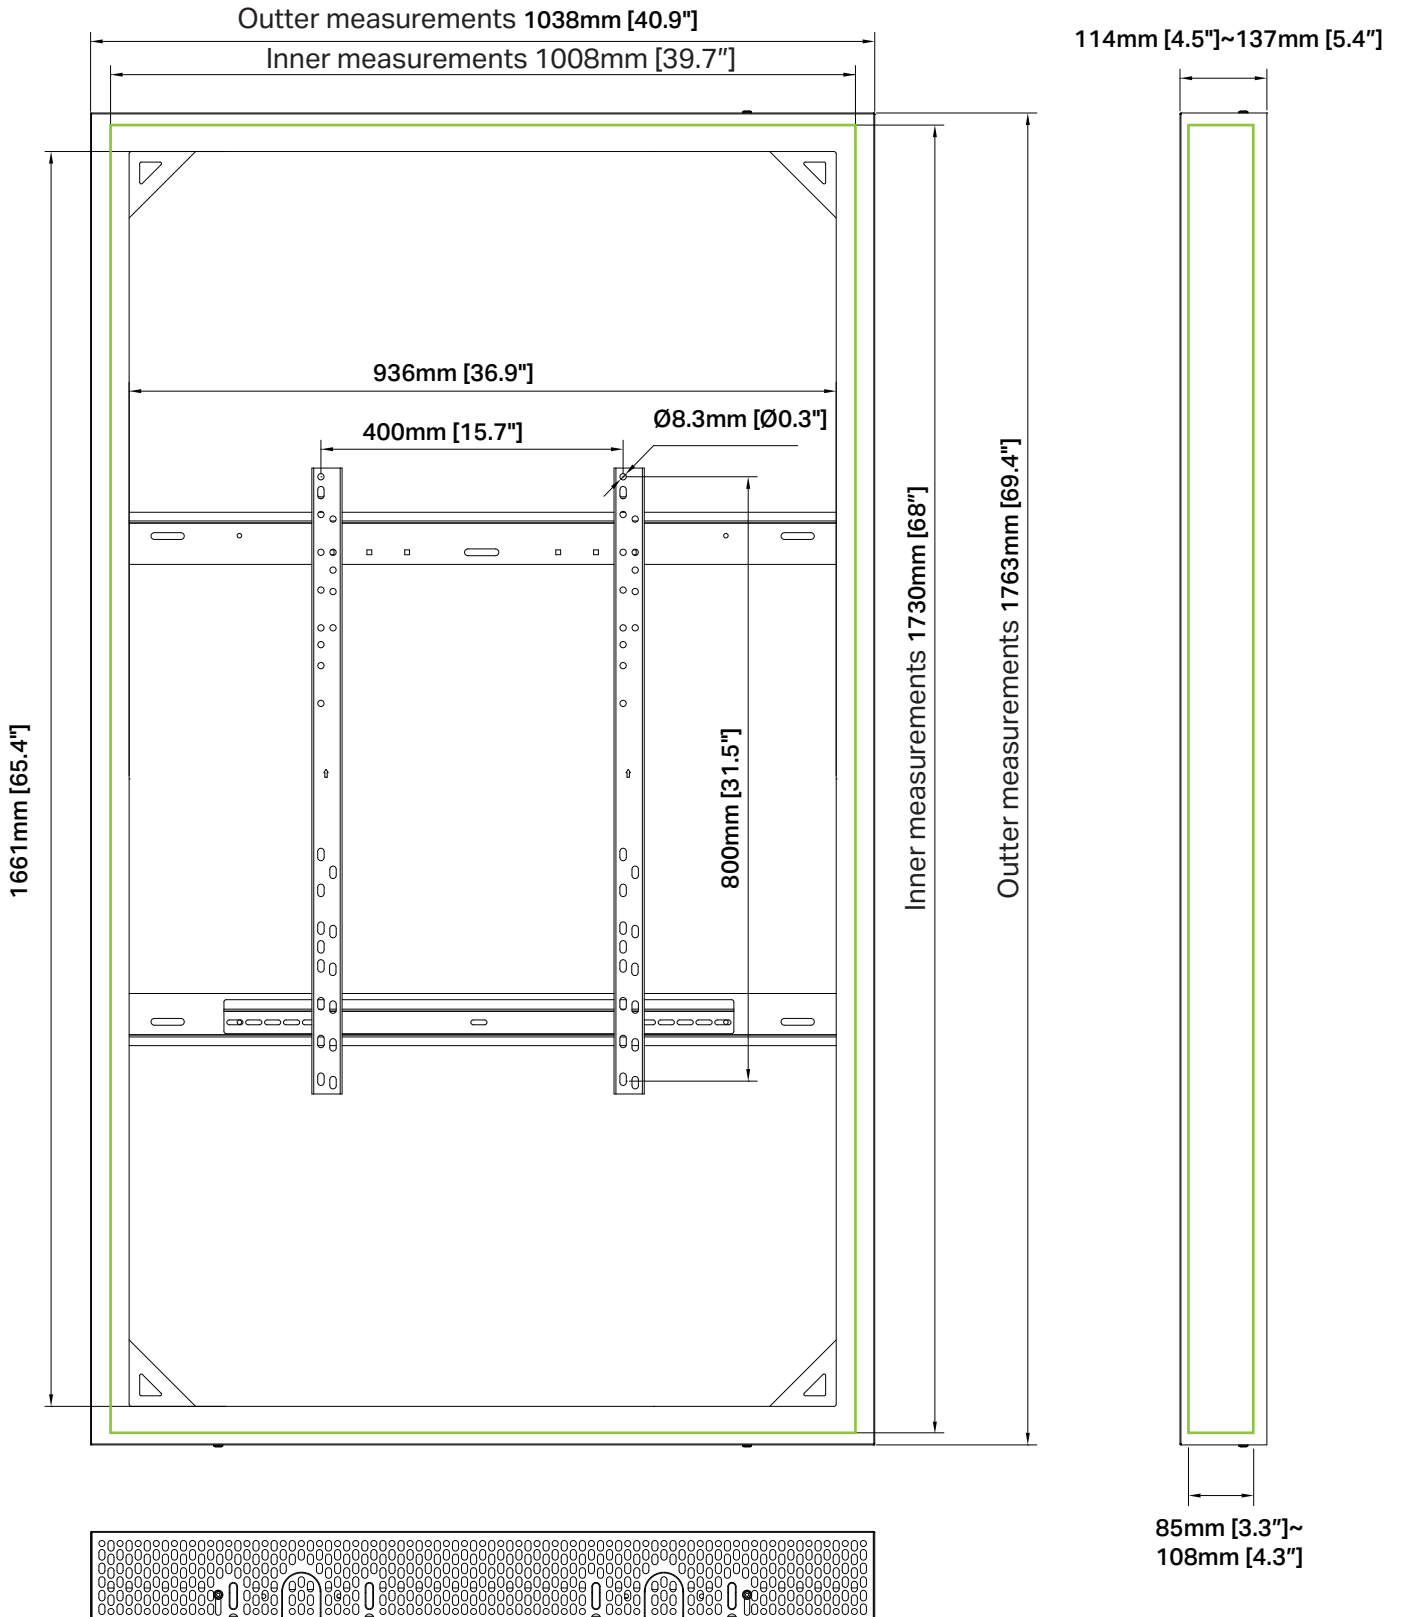 Outter measurements 1038mm [40.9"]
Inner measurements 1008mm [39.7"]
114mm [4.5"]~137mm [5.4"]
936mm [36.9"]
Ø8.3mm [Ø0.3"]
400mm [15.7"]
Inner measurements 1730mm [68"]
Outter measurements 1763mm [69.4"]
1661mm [65.4"]
800mm [31.5"]
85mm [3.3"]~
108mm [4.3"]